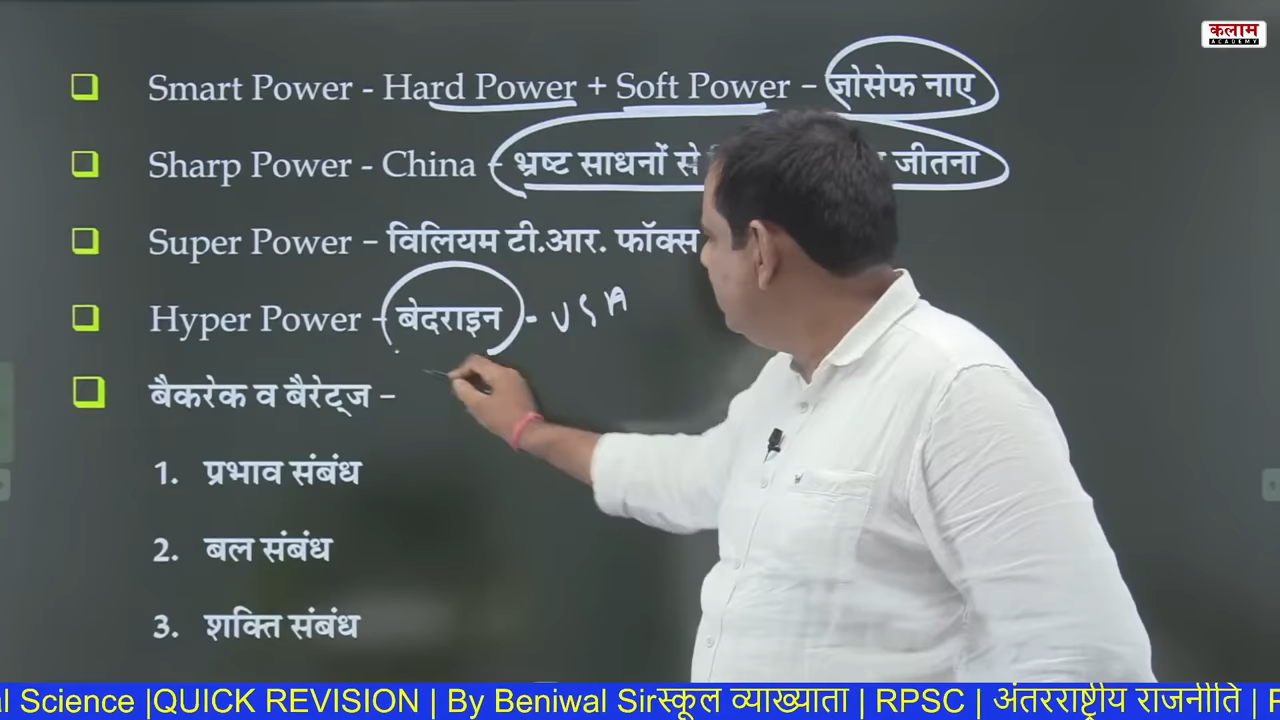 कलाम
ACADEMY
Smart Power - Hard Power + Soft Power – जोसेफ नाए
Sharp Power - China - भ्रष्ट साधनों से जीतना
Super Power – विलियम टी.आर. फॉक्स
Hyper Power - बेदराइन - USA
बैकरेक व बैरेट्ज –
1. प्रभाव संबंध
2. बल संबंध
3. शक्ति संबंध
al Science |QUICK REVISION | By Beniwal Sirस्कूल व्याख्याता | RPSC | अंतरराष्ट्रीय राजनीति |